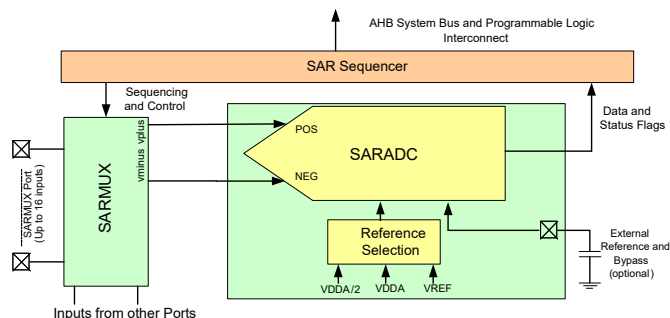 AHB System Bus and Programmable Logic
Interconnect
SAR Sequencer
Sequencing
and Control
Data and
Status Flags
vminus vplus
POS
NEG
SARADC
SARMUX
SARMUX Port
(Up to 16 inputs)
Reference
Selection
External
Reference and
Bypass
(optional)
VDDA/2
VDDA
VREF
Inputs from other Ports